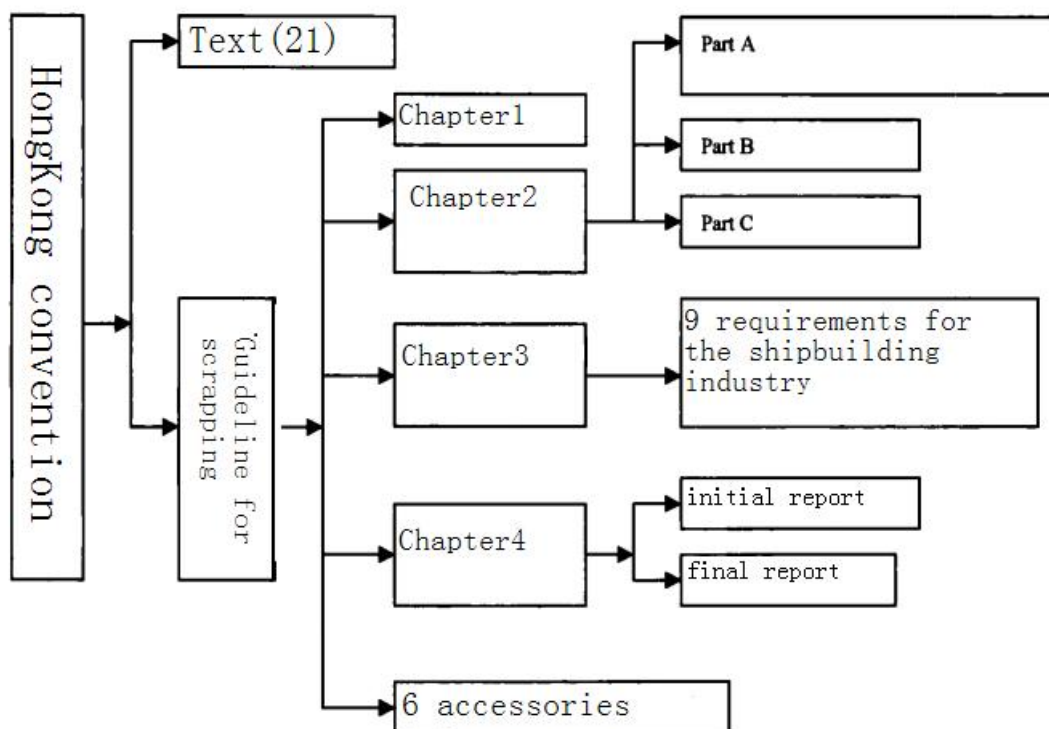 HongKong convention
Text(21)
Guideline for
scrapping
Chapter1
Chapter2
Part A
Part B
Part C
Chapter3
9 requirements for
the shipbuilding
industry
Chapter4
initial report
final report
6 accessories